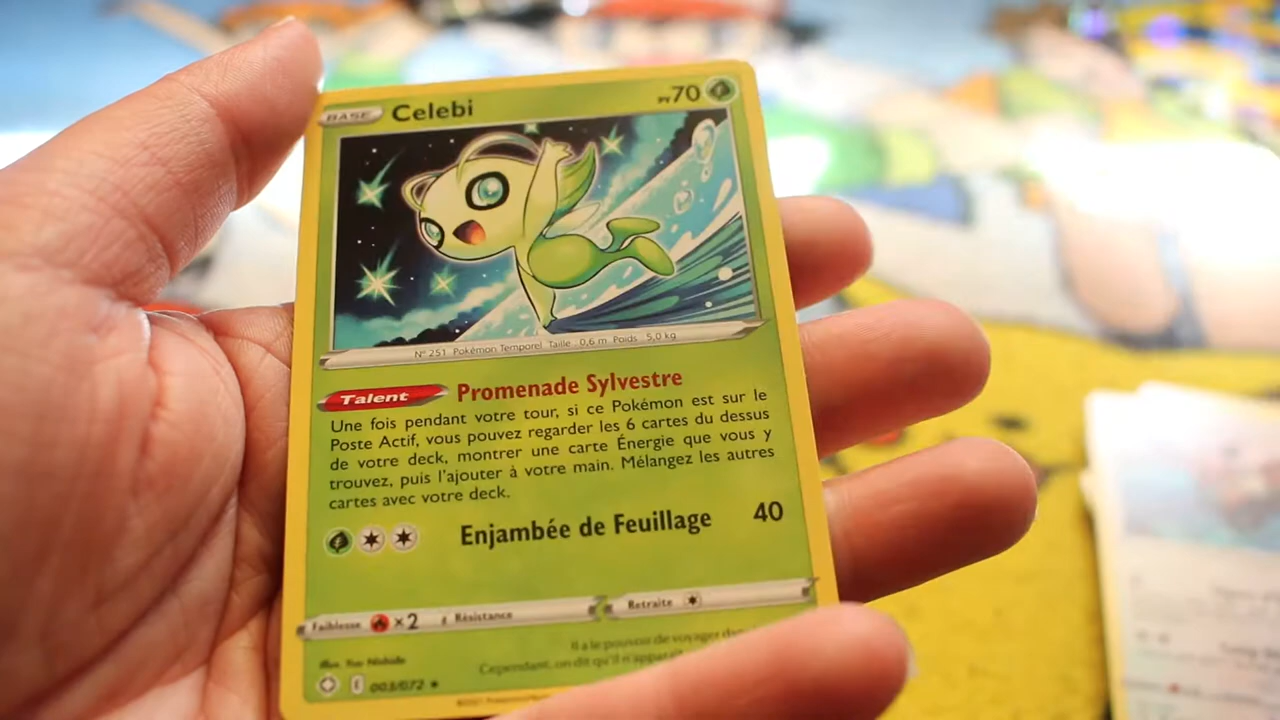 BASE Celebi PV70
N° 251 Pokémon Temporel Taille : 0,6 m Poids : 5,0 kg
Talent Promenade Sylvestre
Une fois pendant votre tour, si ce Pokémon est sur le
Poste Actif, vous pouvez regarder les 6 cartes du dessus
de votre deck, montrer une carte Énergie que vous y
trouvez, puis l'ajouter à votre main. Mélangez les autres
cartes avec votre deck.
Enjambée de Feuillage 40
Faiblesse ×2 Résistance Retraite
Il a le pouvoir de voyager
Cependant, on dit qu'il n'apparaît
Illus.
003/072